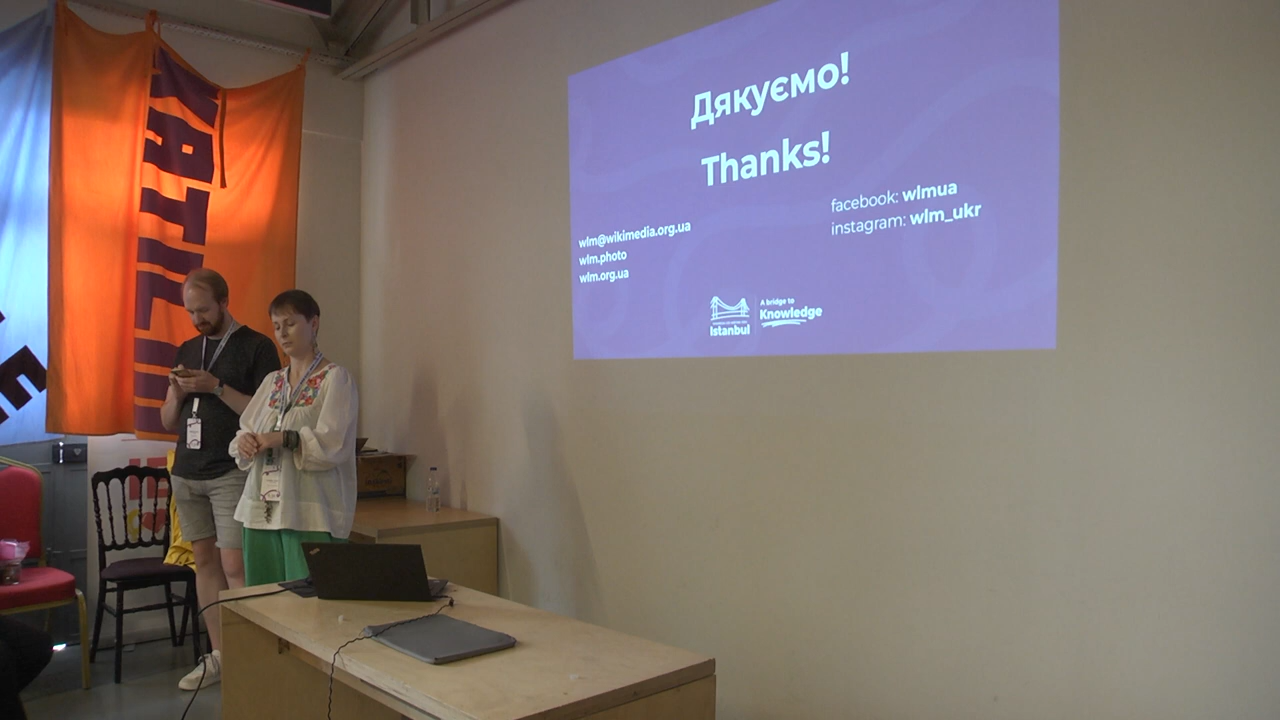 Дякуємо!
Thanks!
facebook: wlmua
instagram: wlm_ukr
wlm@wikimedia.org.ua
wlm.photo
wlm.org.ua
Istanbul
A bridge to
Knowledge